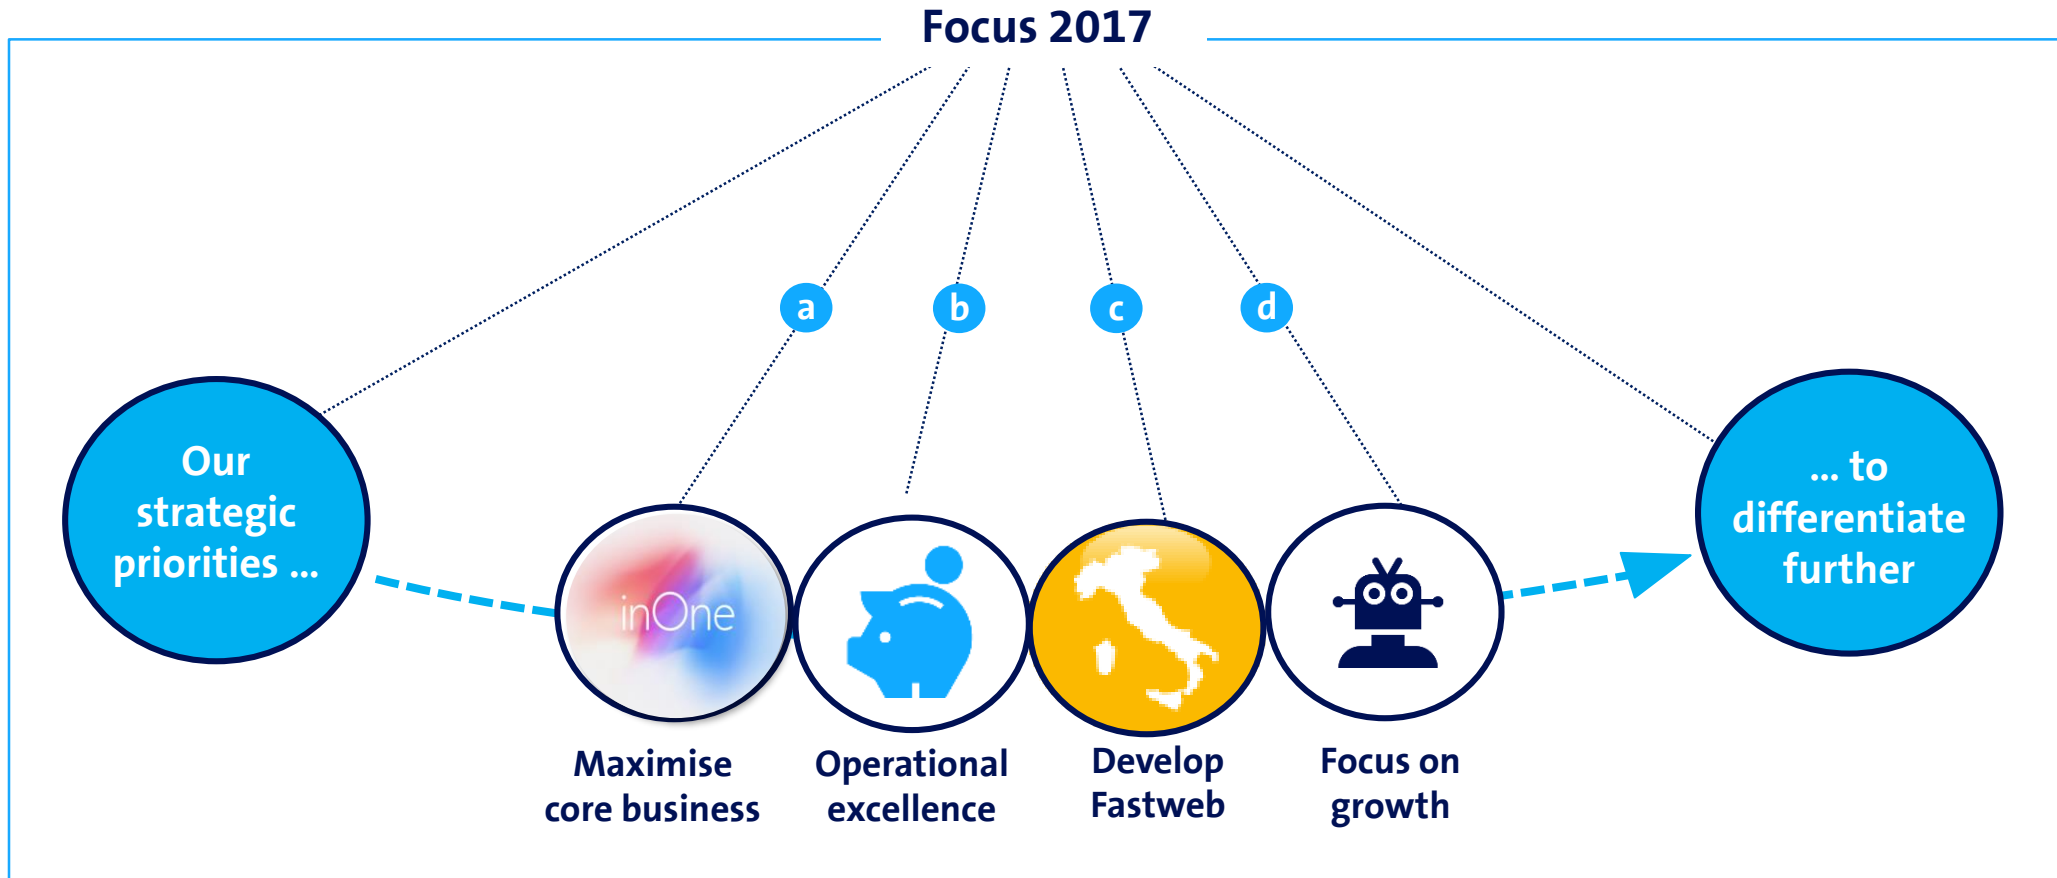 Focus 2017
a
b
c
d
Our
strategic
priorities ...
inOne
... to
differentiate
further
Maximise
core business
Operational
excellence
Develop
Fastweb
Focus on
growth